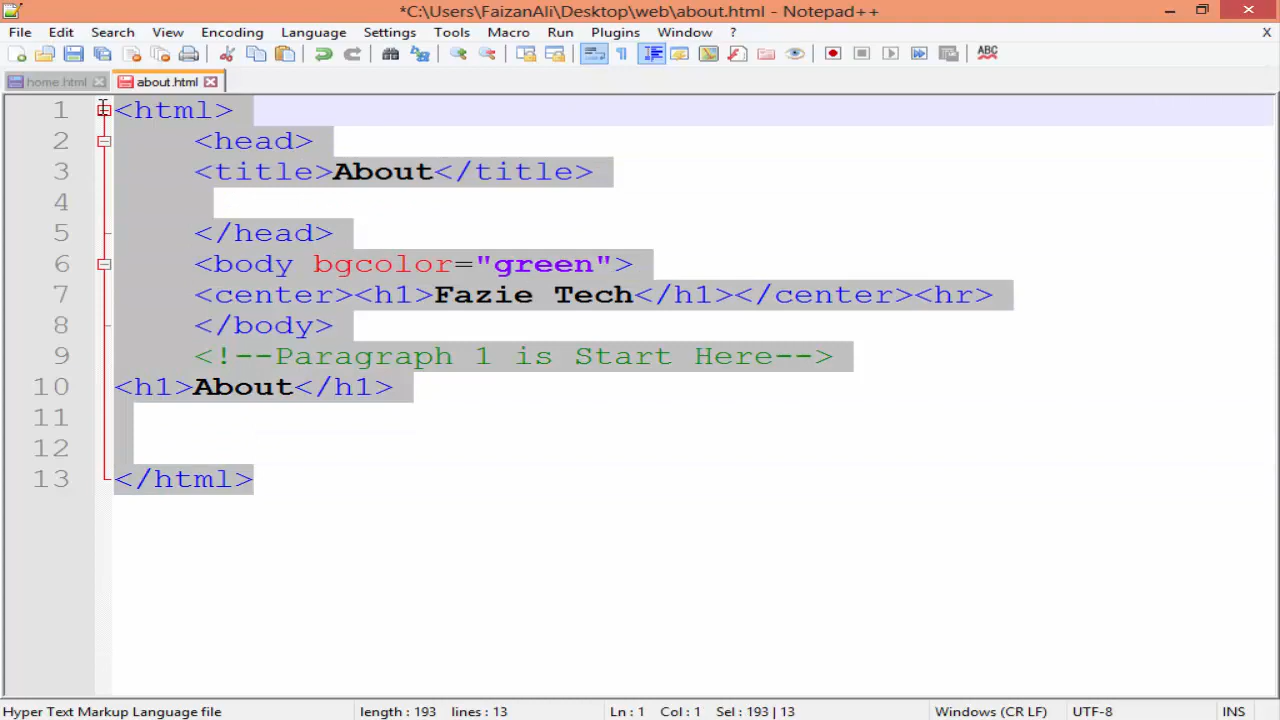 *C:\Users\FaizanAli\Desktop\web\about.html - Notepad++
File Edit Search View Encoding Language Settings Tools Macro Run Plugins Window ? X
ABC
home.html about.html
1 <html>
2 <head>
3 <title>About</title>
4
5 </head>
6 <body bgcolor="green">
7 <center><h1>Fazie Tech</h1></center><hr>
8 </body>
9 <!--Paragraph 1 is Start Here-->
10 <h1>About</h1>
11
12
13 </html>
Hyper Text Markup Language file length : 193 lines : 13 Ln : 1 Col : 1 Sel : 193 | 13 Windows (CR LF) UTF-8 INS